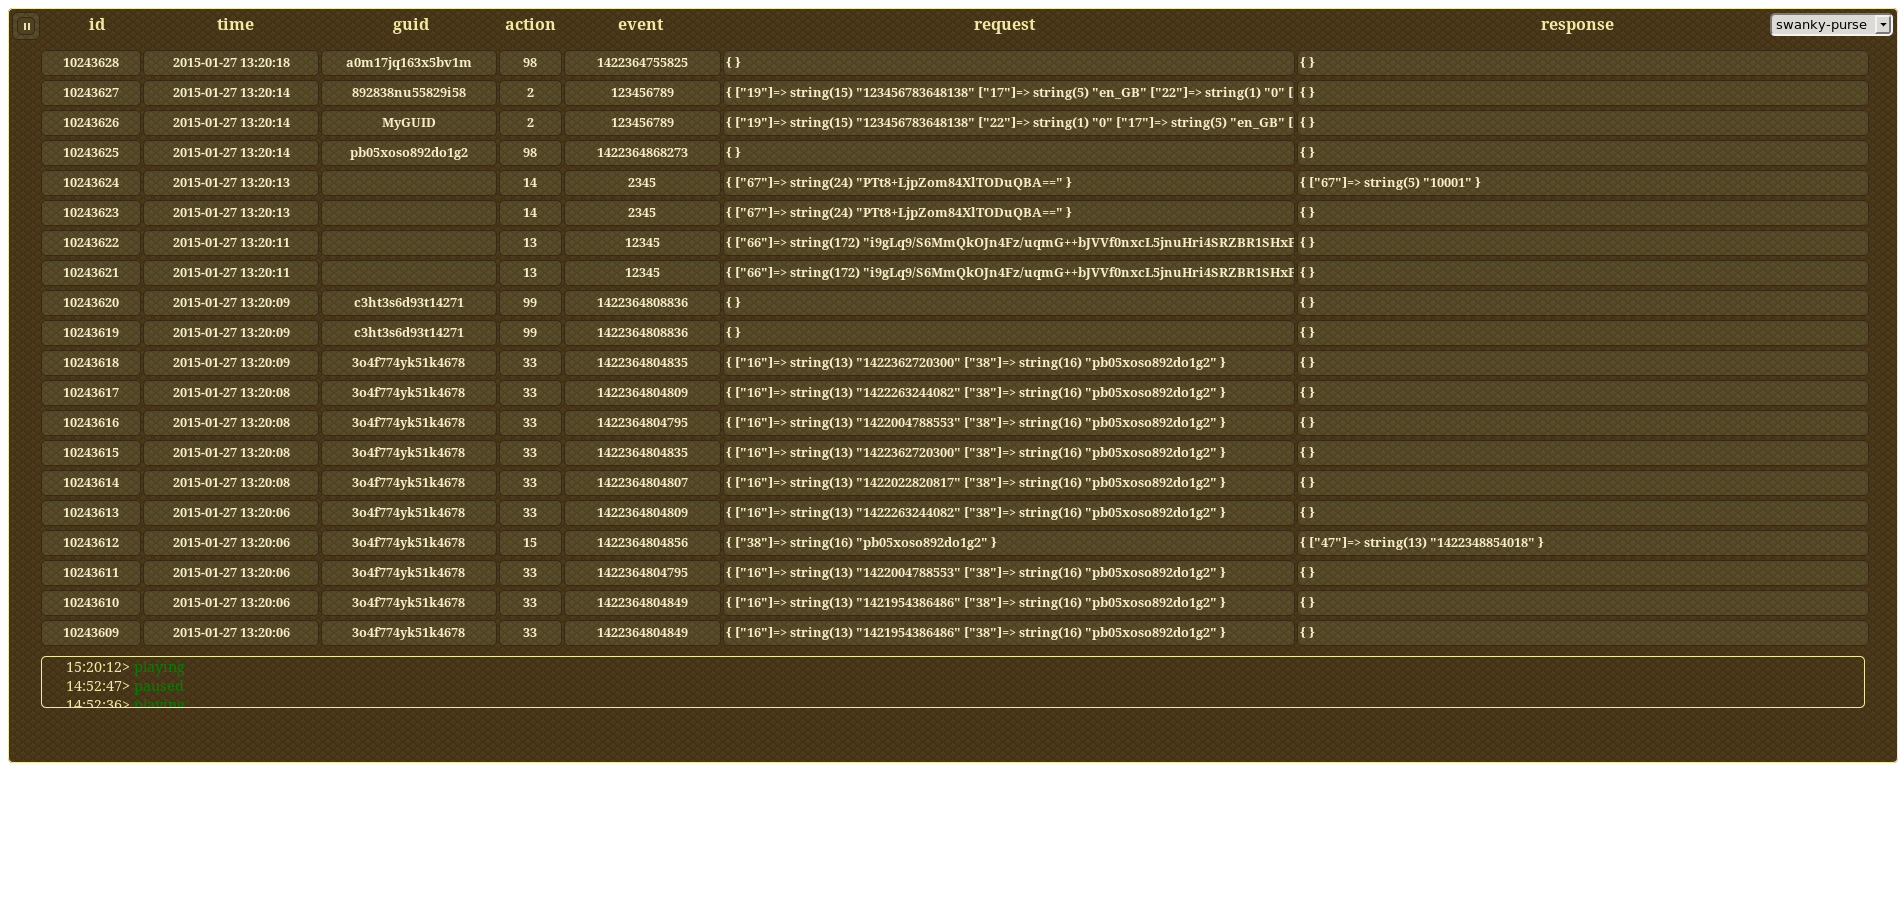 id time guid action event request response swanky-purse
10243628 2015-01-27 13:20:18 a0m17jq163x5bv1m 98 1422364755825 { } { }
10243627 2015-01-27 13:20:14 892838nu55829i58 2 123456789 { ["19"]=> string(15) "123456783648138" ["17"]=> string(5) "en_GB" ["22"]=> string(1) "0" [ { }
10243626 2015-01-27 13:20:14 MyGUID 2 123456789 { ["19"]=> string(15) "123456783648138" ["22"]=> string(1) "0" ["17"]=> string(5) "en_GB" [ { }
10243625 2015-01-27 13:20:14 pb05xoso892do1g2 98 1422364868273 { } { }
10243624 2015-01-27 13:20:13 14 2345 { ["67"]=> string(24) "PTt8+LjpZom84XlTODuQBA==" } { ["67"]=> string(5) "10001" }
10243623 2015-01-27 13:20:13 14 2345 { ["67"]=> string(24) "PTt8+LjpZom84XlTODuQBA==" } { }
10243622 2015-01-27 13:20:11 13 12345 { ["66"]=> string(172) "i9gLq9/S6MmQkOJn4Fz/uqmG++bJVVf0nxcL5jnuHri4SRZBR1SHxF { }
10243621 2015-01-27 13:20:11 13 12345 { ["66"]=> string(172) "i9gLq9/S6MmQkOJn4Fz/uqmG++bJVVf0nxcL5jnuHri4SRZBR1SHxF { }
10243620 2015-01-27 13:20:09 c3ht3s6d93t14271 99 1422364808836 { } { }
10243619 2015-01-27 13:20:09 c3ht3s6d93t14271 99 1422364808836 { } { }
10243618 2015-01-27 13:20:09 3o4f774yk51k4678 33 1422364804835 { ["16"]=> string(13) "1422362720300" ["38"]=> string(16) "pb05xoso892do1g2" } { }
10243617 2015-01-27 13:20:08 3o4f774yk51k4678 33 1422364804809 { ["16"]=> string(13) "1422263244082" ["38"]=> string(16) "pb05xoso892do1g2" } { }
10243616 2015-01-27 13:20:08 3o4f774yk51k4678 33 1422364804795 { ["16"]=> string(13) "1422004788553" ["38"]=> string(16) "pb05xoso892do1g2" } { }
10243615 2015-01-27 13:20:08 3o4f774yk51k4678 33 1422364804835 { ["16"]=> string(13) "1422362720300" ["38"]=> string(16) "pb05xoso892do1g2" } { }
10243614 2015-01-27 13:20:08 3o4f774yk51k4678 33 1422364804807 { ["16"]=> string(13) "1422022820817" ["38"]=> string(16) "pb05xoso892do1g2" } { }
10243613 2015-01-27 13:20:06 3o4f774yk51k4678 33 1422364804809 { ["16"]=> string(13) "1422263244082" ["38"]=> string(16) "pb05xoso892do1g2" } { }
10243612 2015-01-27 13:20:06 3o4f774yk51k4678 15 1422364804856 { ["38"]=> string(16) "pb05xoso892do1g2" } { ["47"]=> string(13) "1422348854018" }
10243611 2015-01-27 13:20:06 3o4f774yk51k4678 33 1422364804795 { ["16"]=> string(13) "1422004788553" ["38"]=> string(16) "pb05xoso892do1g2" } { }
10243610 2015-01-27 13:20:06 3o4f774yk51k4678 33 1422364804849 { ["16"]=> string(13) "1421954386486" ["38"]=> string(16) "pb05xoso892do1g2" } { }
10243609 2015-01-27 13:20:06 3o4f774yk51k4678 33 1422364804849 { ["16"]=> string(13) "1421954386486" ["38"]=> string(16) "pb05xoso892do1g2" } { }
15:20:12> playing
14:52:47> paused
14:52:36> playing